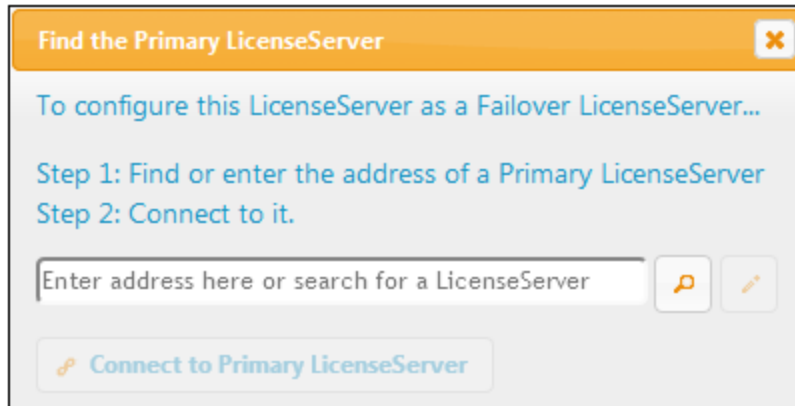 Find the Primary LicenseServer
To configure this LicenseServer as a Failover LicenseServer...
Step 1: Find or enter the address of a Primary LicenseServer
Step 2: Connect to it.
Enter address here or search for a LicenseServer
Connect to Primary LicenseServer